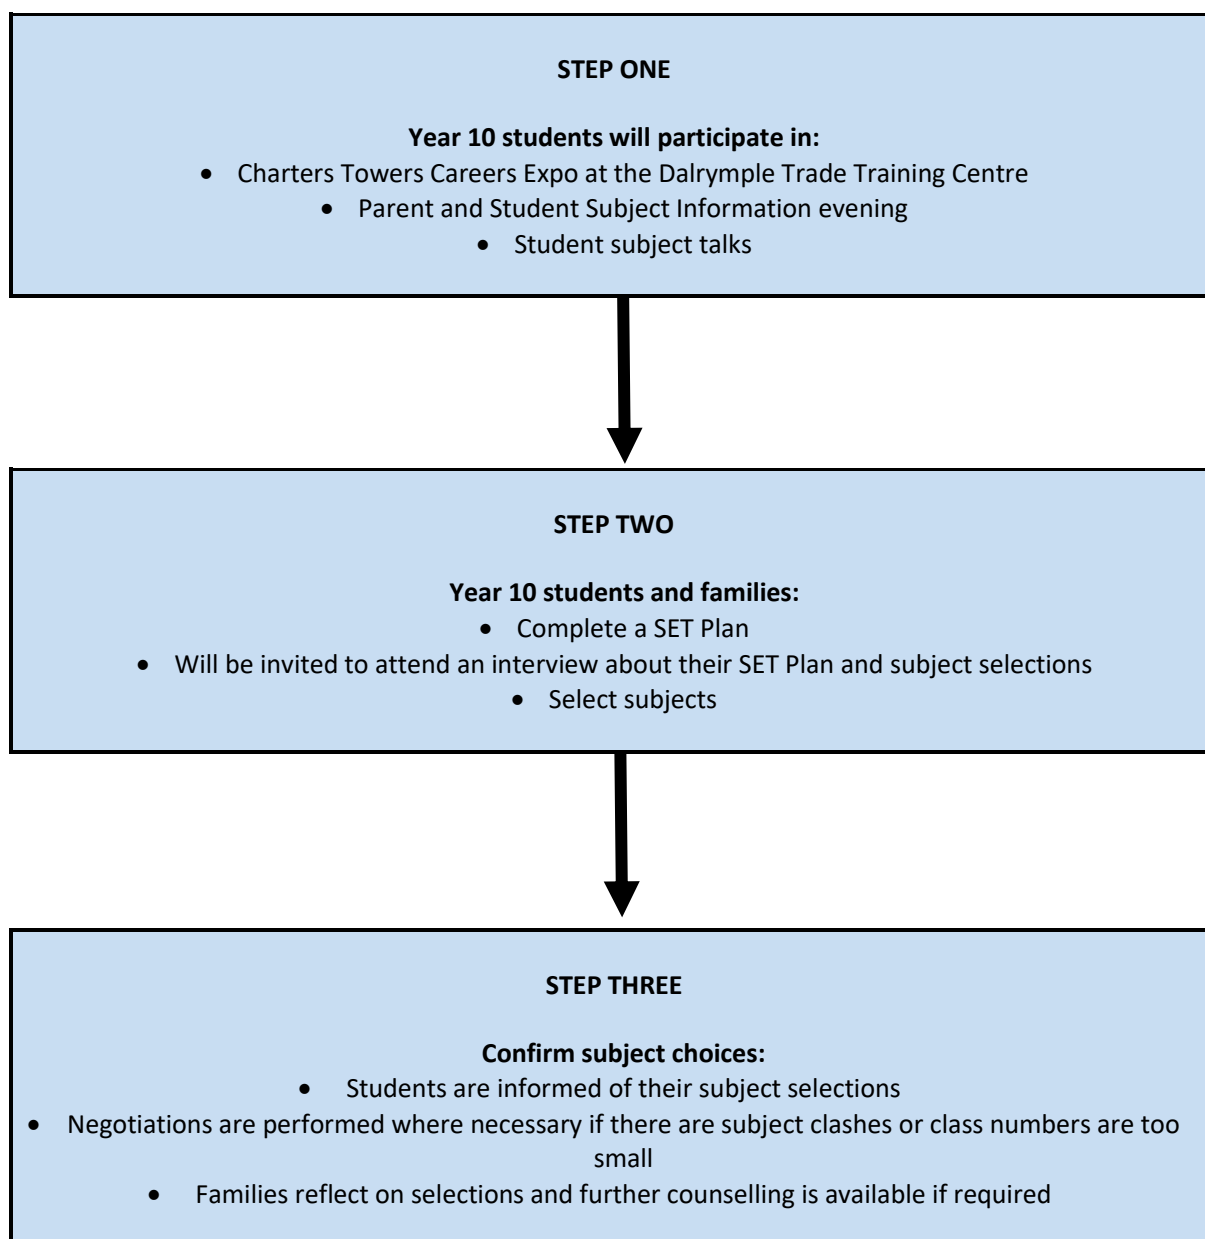 STEP ONE
Year 10 students will participate in:
• Charters Towers Careers Expo at the Dalrymple Trade Training Centre
• Parent and Student Subject Information evening
• Student subject talks
STEP TWO
Year 10 students and families:
• Complete a SET Plan
• Will be invited to attend an interview about their SET Plan and subject selections
• Select subjects
STEP THREE
Confirm subject choices:
• Students are informed of their subject selections
• Negotiations are performed where necessary if there are subject clashes or class numbers are too
small
• Families reflect on selections and further counselling is available if required